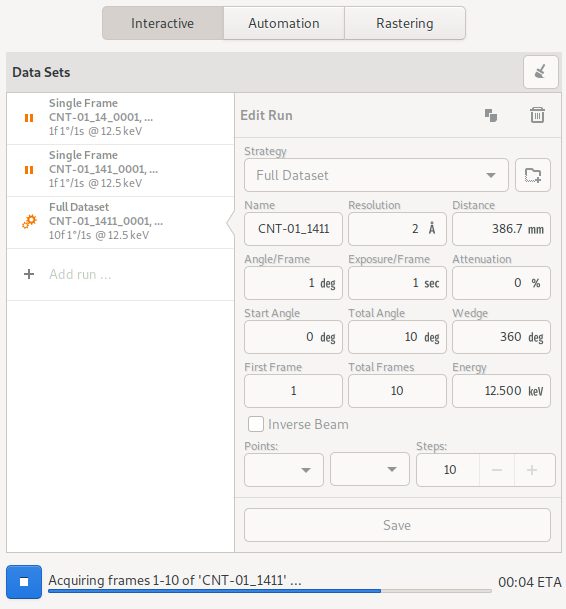 Interactive
Automation
Rastering
Data Sets
Single Frame
CNT-01_14_0001, ...
1f 1°/1s @ 12.5 keV
Single Frame
CNT-01_141_0001, ...
1f 1°/1s @ 12.5 keV
Full Dataset
CNT-01_1411_0001, ...
10f 1°/1s @ 12.5 keV
+ Add run ...
Edit Run
Strategy
Full Dataset
Name Resolution Distance
CNT-01_1411 2 Å 386.7 mm
Angle/Frame Exposure/Frame Attenuation
1 deg 1 sec 0 %
Start Angle Total Angle Wedge
0 deg 10 deg 360 deg
First Frame Total Frames Energy
1 10 12.500 keV
Inverse Beam
Points: Steps:
10 − +
Save
Acquiring frames 1-10 of 'CNT-01_1411' ...
00:04 ETA